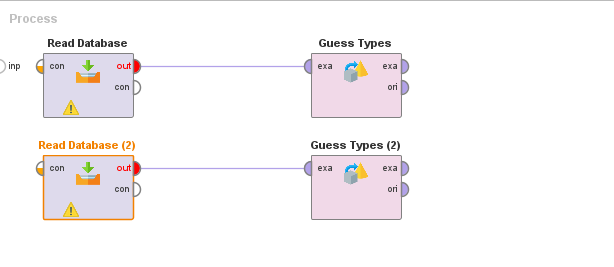 Process
Read Database
Guess Types
inp
con
out
exa
exa
con
ori
Read Database (2)
Guess Types (2)
con
out
exa
exa
con
ori